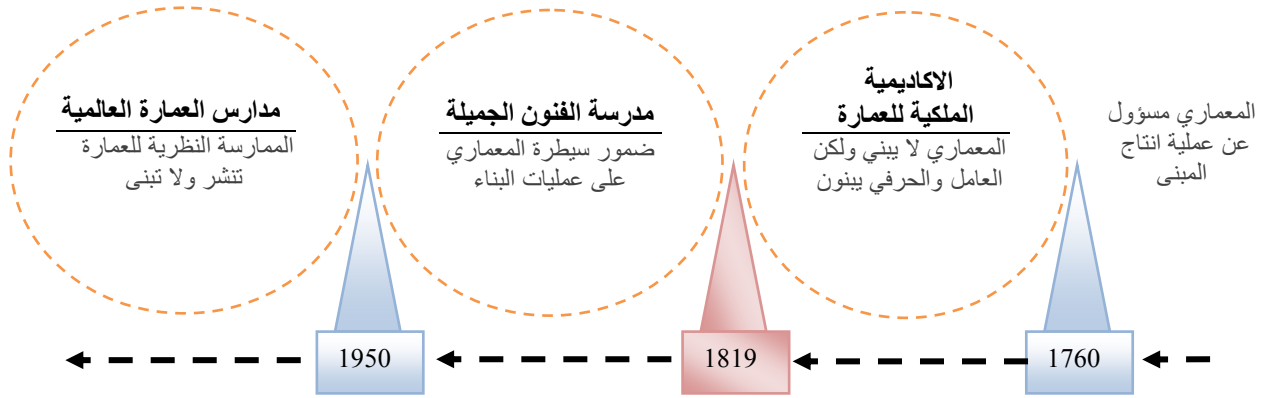 المعماري مسؤول
عن عملية انتاج
المبنى
الاكاديمية
الملكية للعمارة
المعماري لا يبني ولكن
العامل والحرفي يبنون
مدرسة الفنون الجميلة
ضمور سيطرة المعماري
على عمليات البناء
مدارس العمارة العالمية
الممارسة النظرية للعمارة
تنشر ولا تبنى
1760
1819
1950